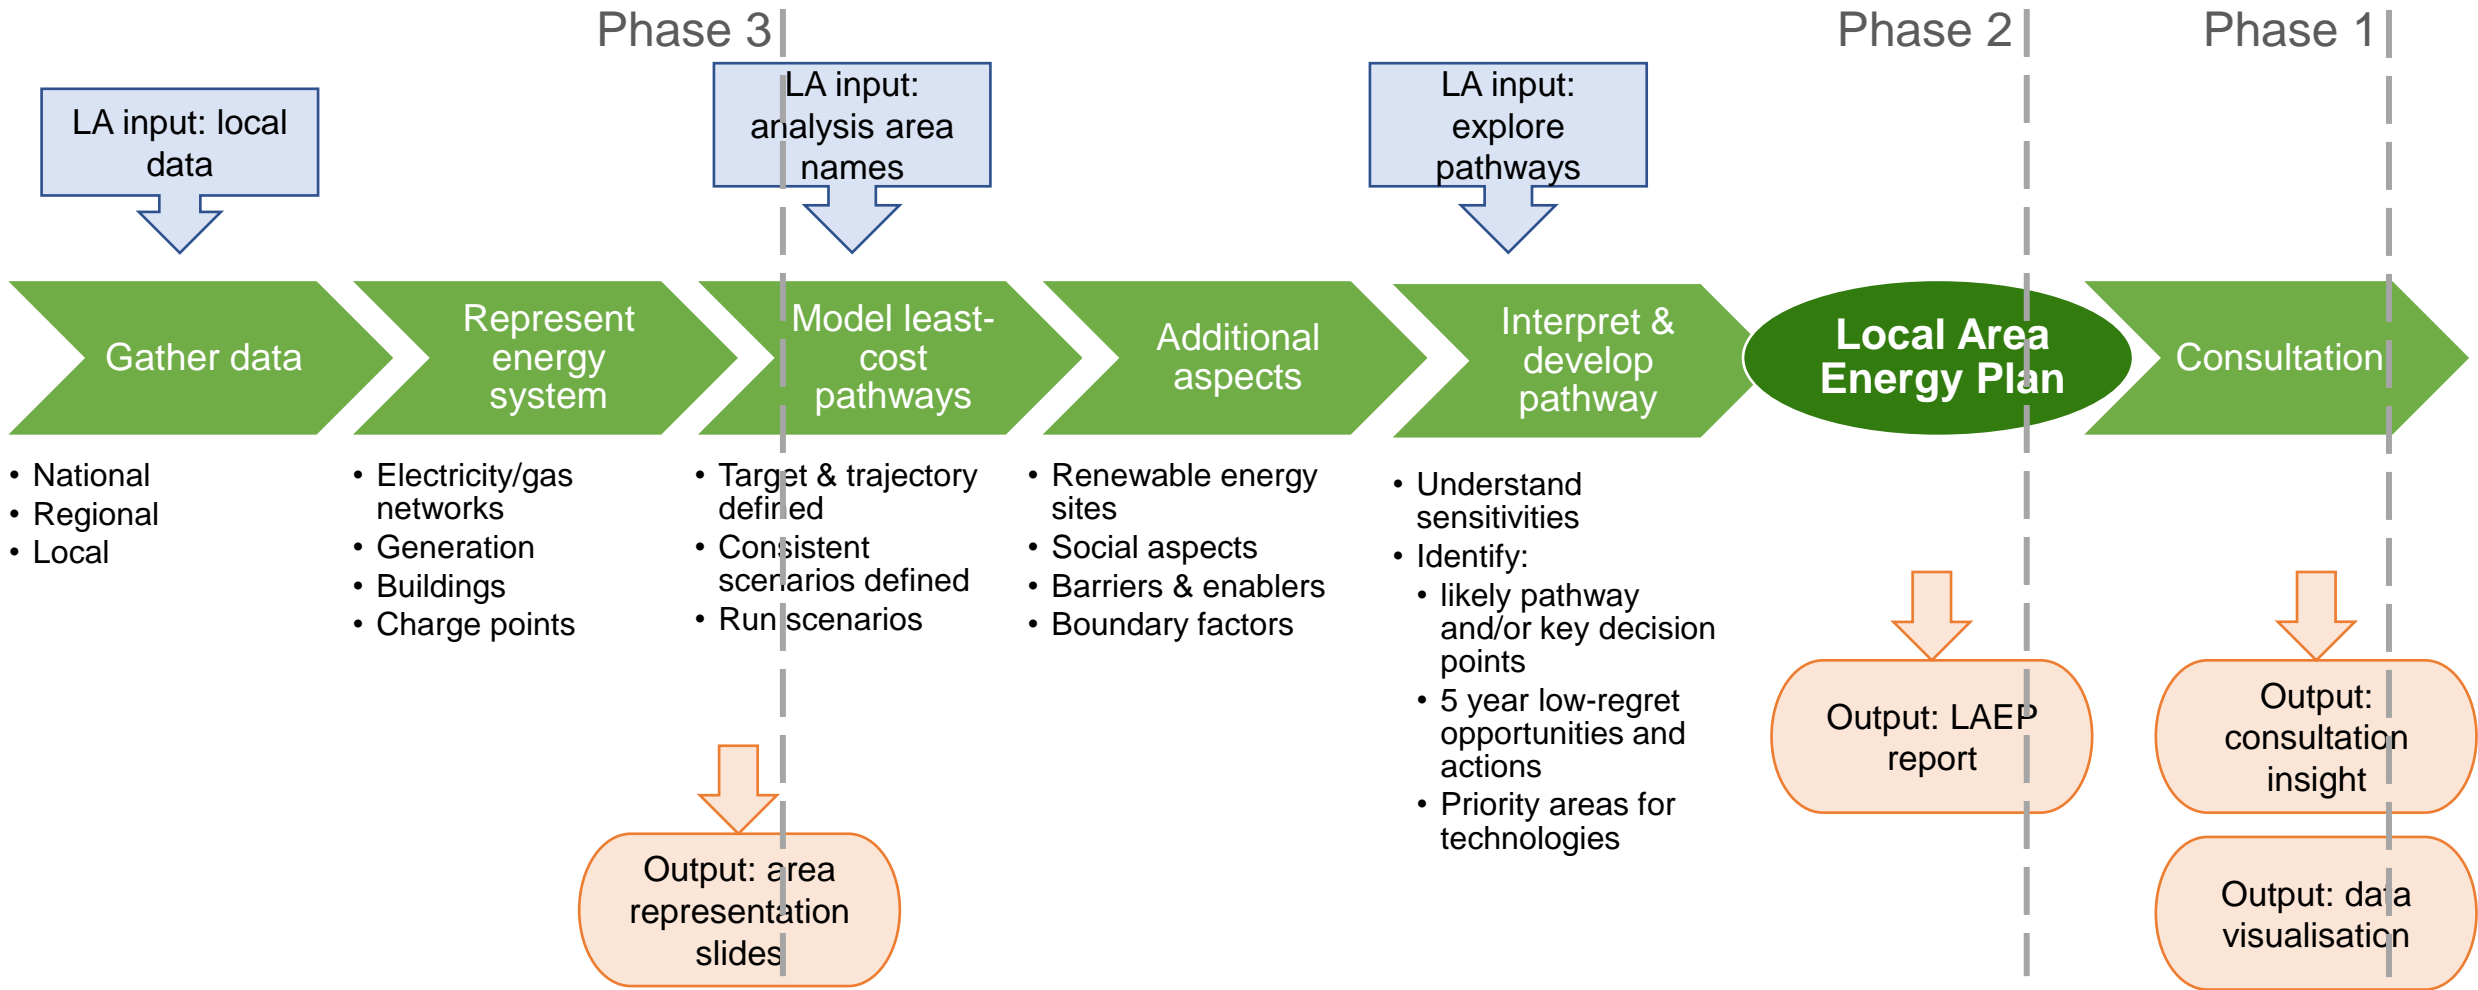 Phase 3
Phase 2
Phase 1
LA input: local
data
LA input:
analysis area
names
LA input:
explore
pathways
Gather data
Represent
energy
system
Model least-
cost
pathways
Additional
aspects
Interpret &
develop
pathway
Local Area
Energy Plan
Consultation
• National
• Regional
• Local
• Electricity/gas
networks
• Generation
• Buildings
• Charge points
• Target & trajectory
defined
• Consistent
scenarios defined
• Run scenarios
• Renewable energy
sites
• Social aspects
• Barriers & enablers
• Boundary factors
• Understand
sensitivities
• Identify:
• likely pathway
and/or key decision
points
• 5 year low-regret
opportunities and
actions
• Priority areas for
technologies
Output: area
representation
slides
Output: LAEP
report
Output:
consultation
insight
Output: data
visualisation